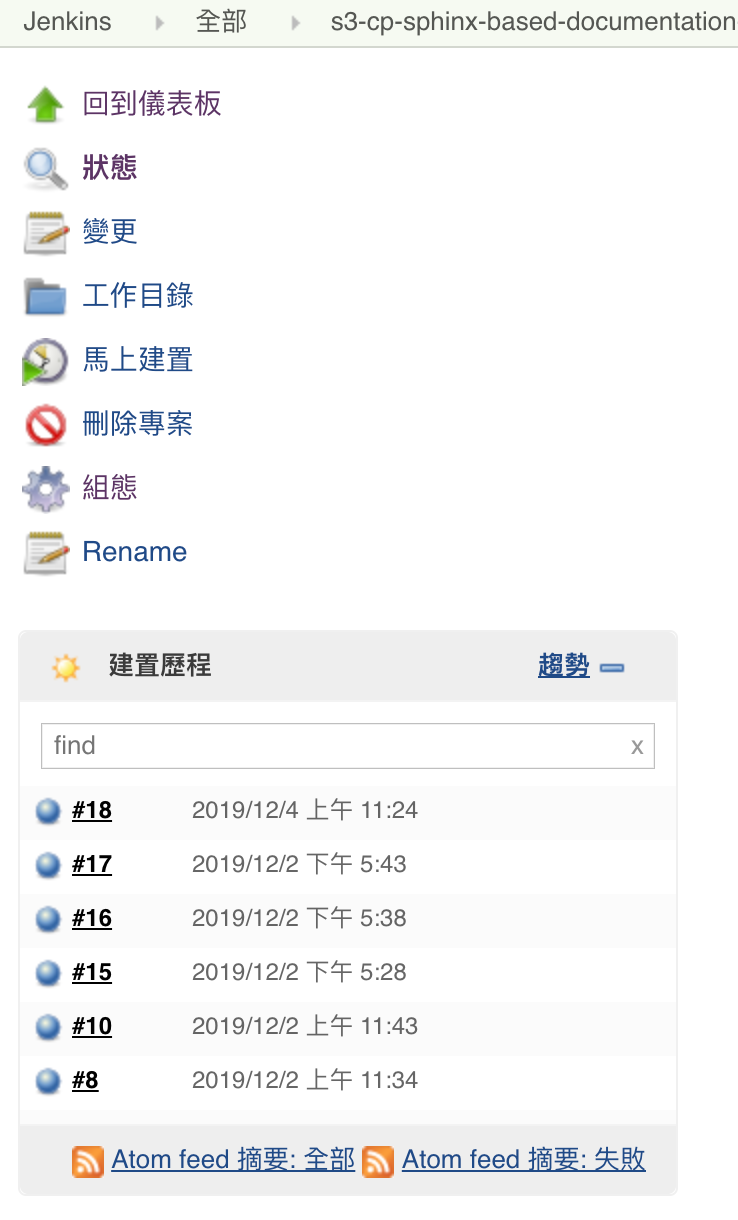 Jenkins 全部 s3-cp-sphinx-based-documentation
回到儀表板
狀態
變更
工作目錄
馬上建置
刪除專案
組態
Rename
建置歷程 趨勢
find x
#18 2019/12/4 上午 11:24
#17 2019/12/2 下午 5:43
#16 2019/12/2 下午 5:38
#15 2019/12/2 下午 5:28
#10 2019/12/2 上午 11:43
#8 2019/12/2 上午 11:34
Atom feed 摘要: 全部 Atom feed 摘要: 失敗